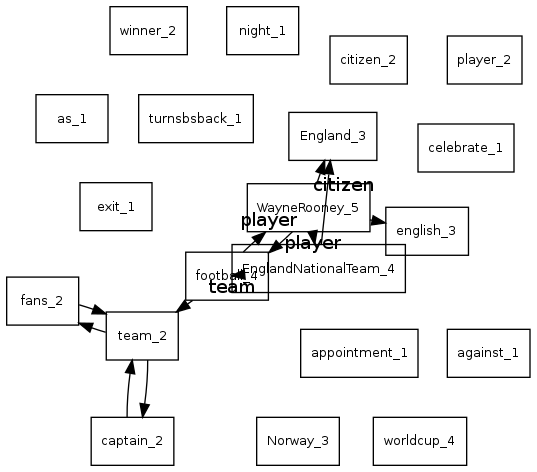 winner_2
night_1
citizen_2
player_2
as_1
turnsbsback_1
England_3
celebrate_1
citizen
exit_1
WayneRooney_5
player
english_3
player
EnglandNationalTeam_4
football_4
team
fans_2
team_2
appointment_1
against_1
captain_2
Norway_3
worldcup_4